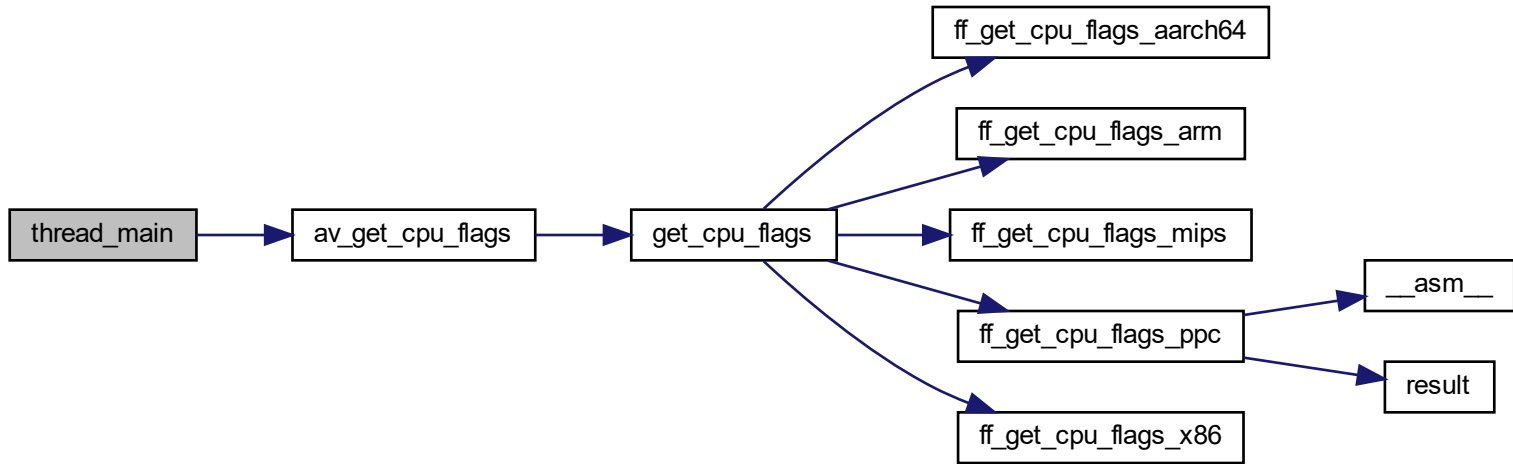 thread_main
av_get_cpu_flags
get_cpu_flags
ff_get_cpu_flags_aarch64
ff_get_cpu_flags_arm
ff_get_cpu_flags_mips
ff_get_cpu_flags_ppc
ff_get_cpu_flags_x86
__asm__
result